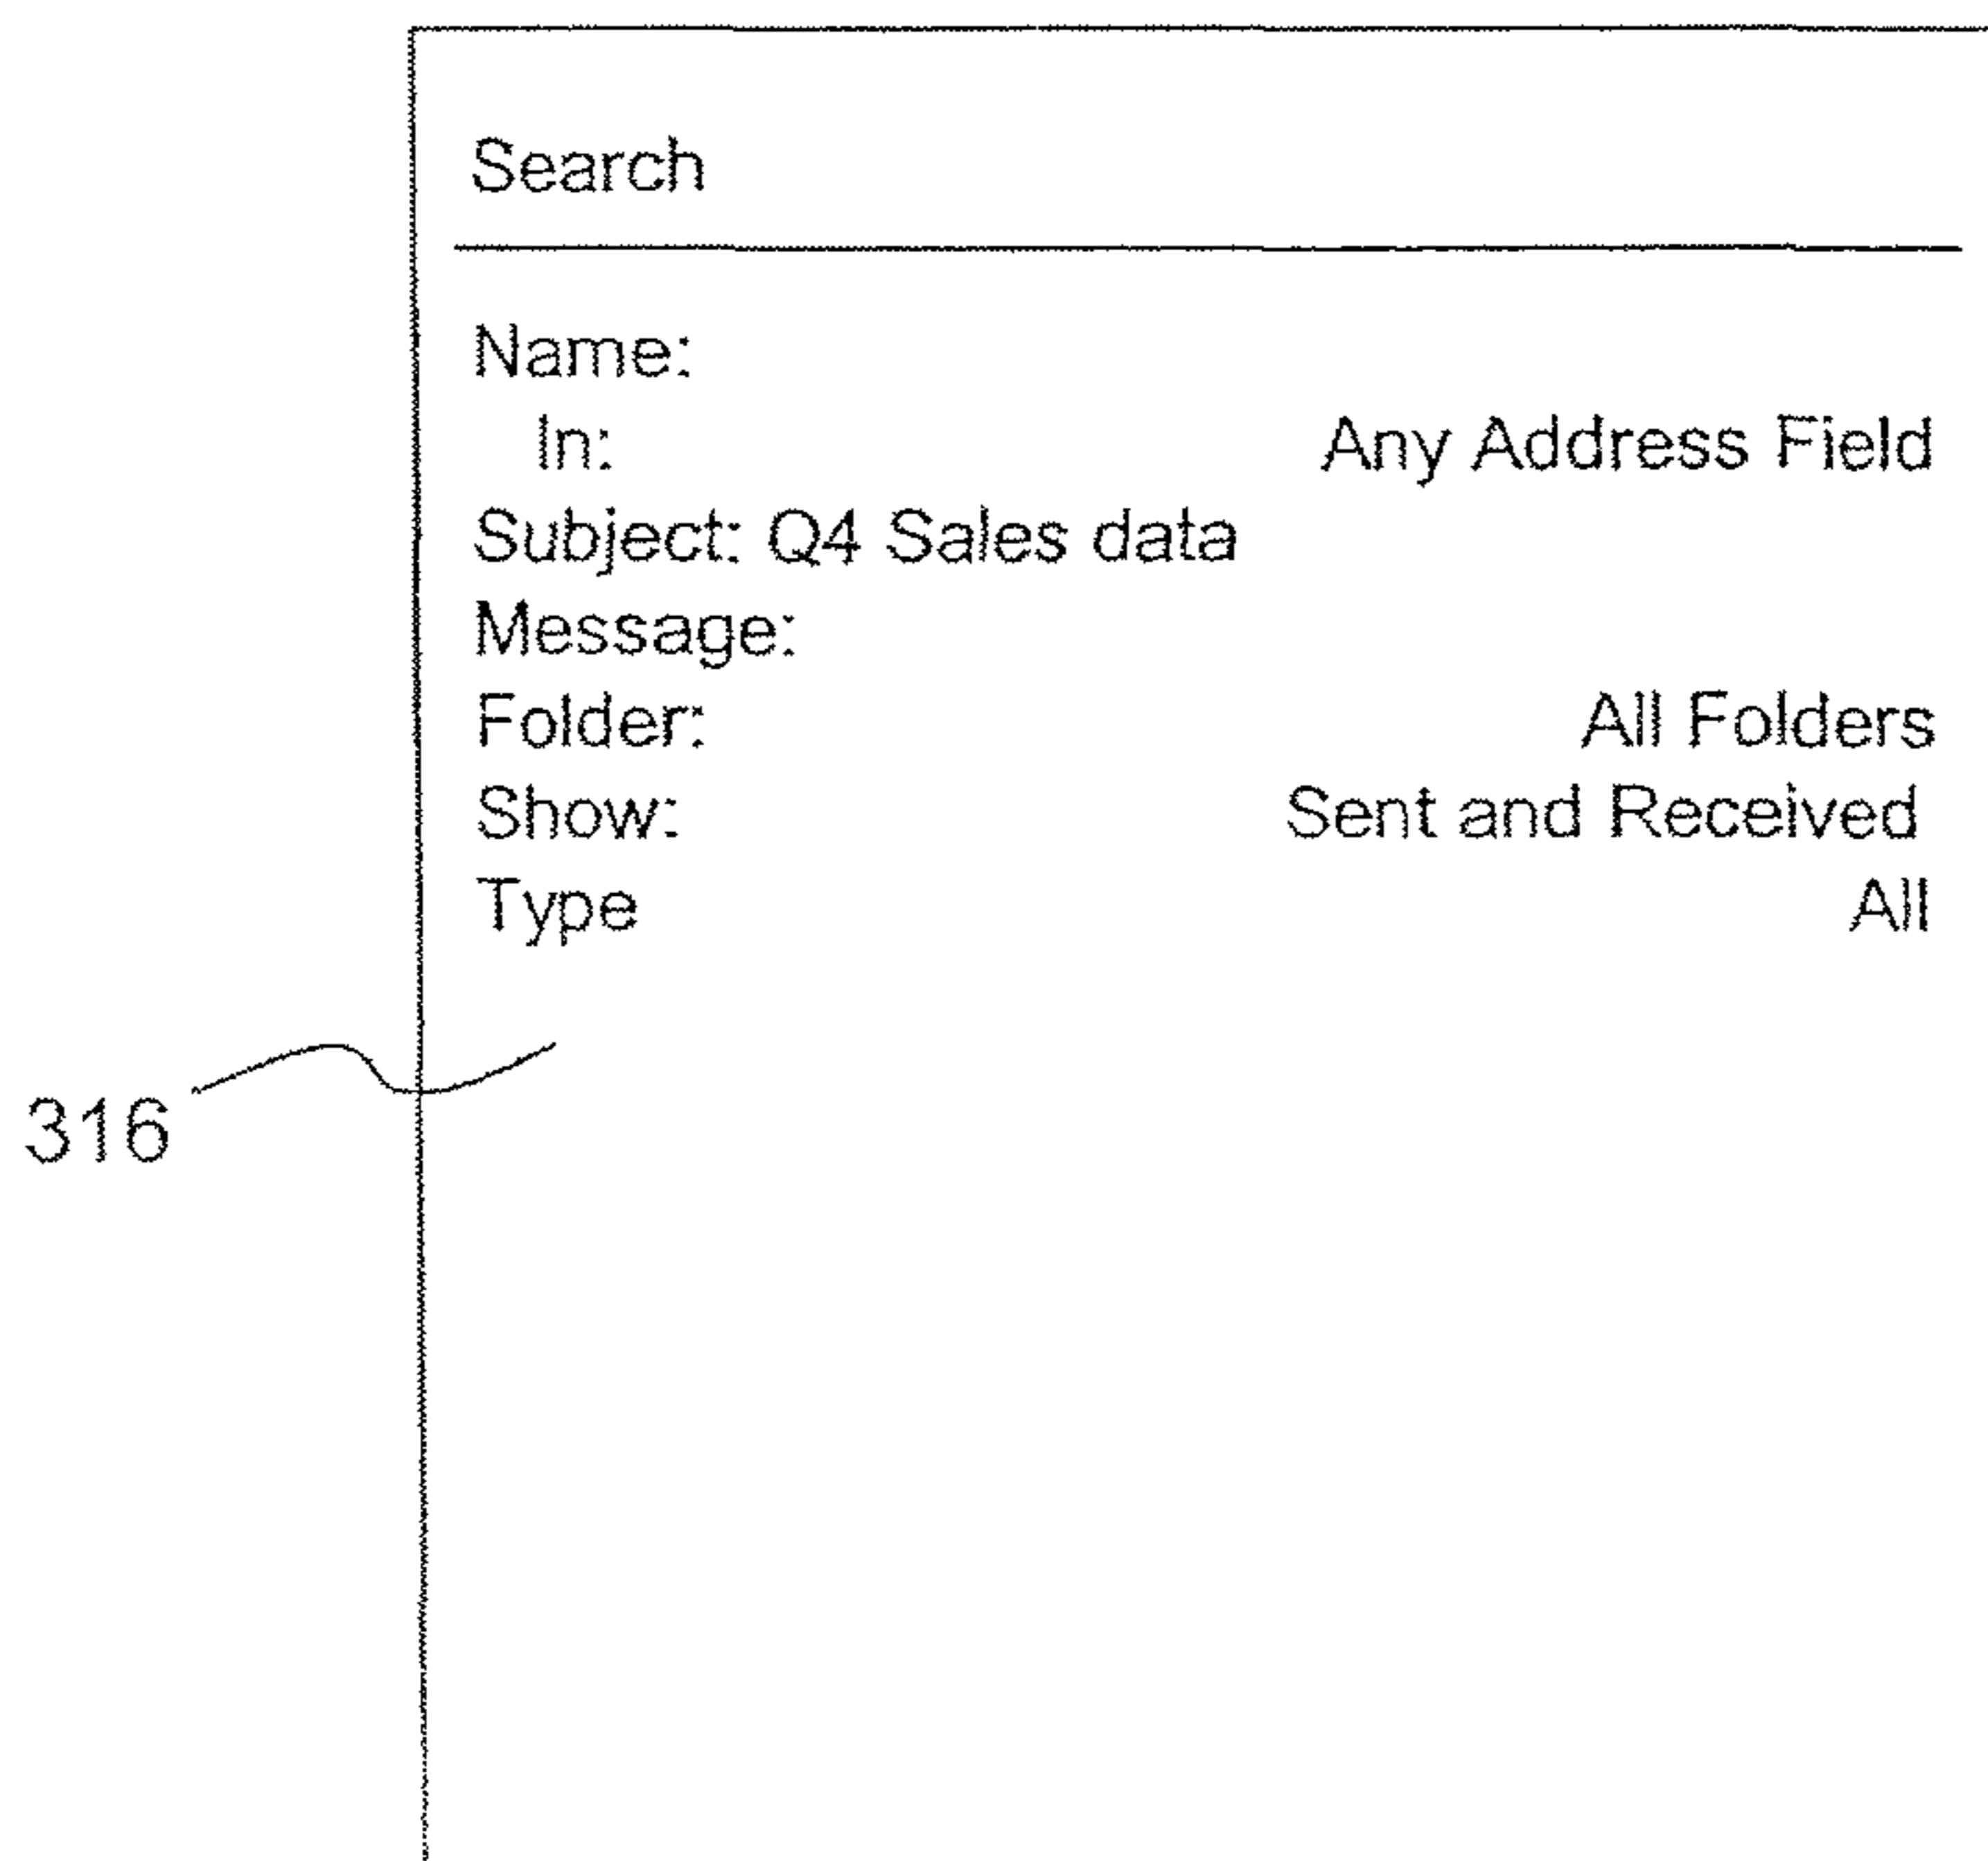 Search
Name:
In: Any Address Field
Subject: Q4 Sales data
Message:
Folder: All Folders
Show: Sent and Received
Type All
316